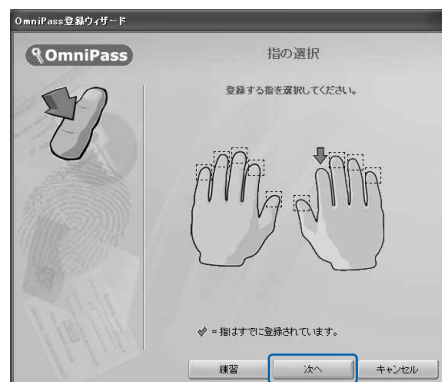 OmniPass登録ウィザード
OmniPass
指の選択
登録する指を選択してください。
✓ = 指はすでに登録されています。
練習
次へ
キャンセル